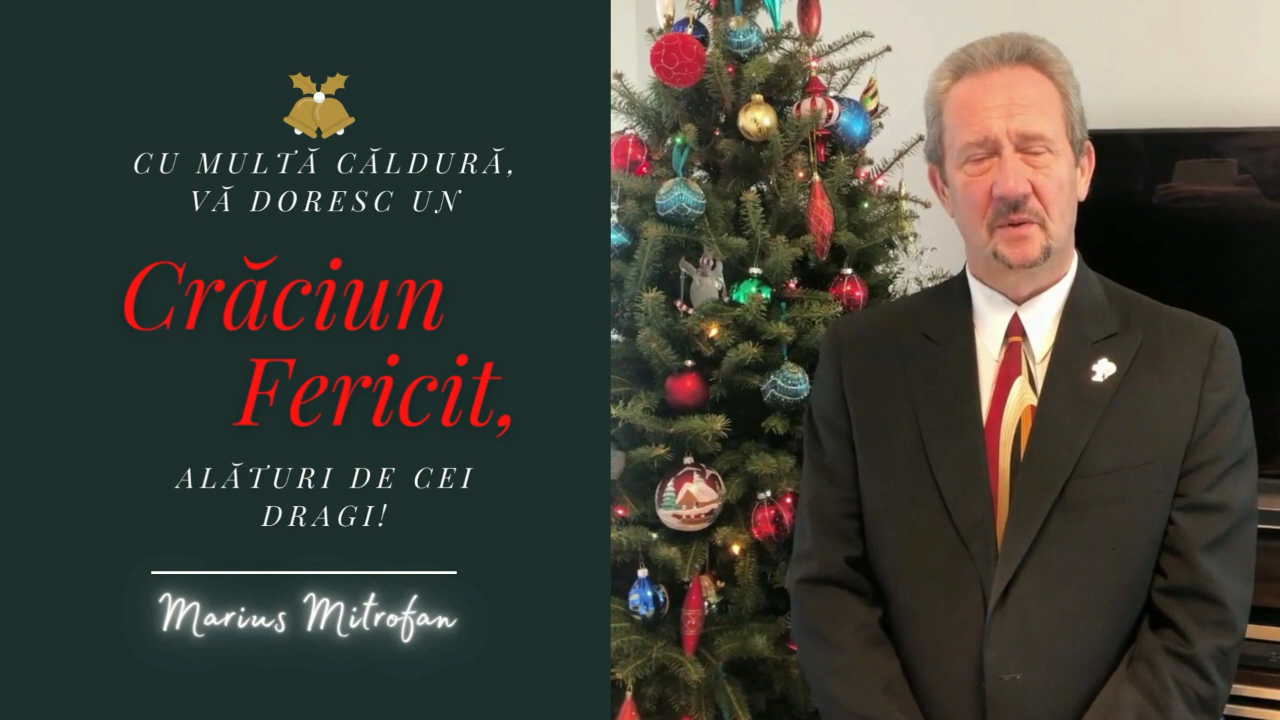 CU MULTĂ CĂLDURĂ,
VĂ DORESC UN
Crăciun
Fericit,
ALĂTURI DE CEI
DRAGI!
Marius Mitrofan